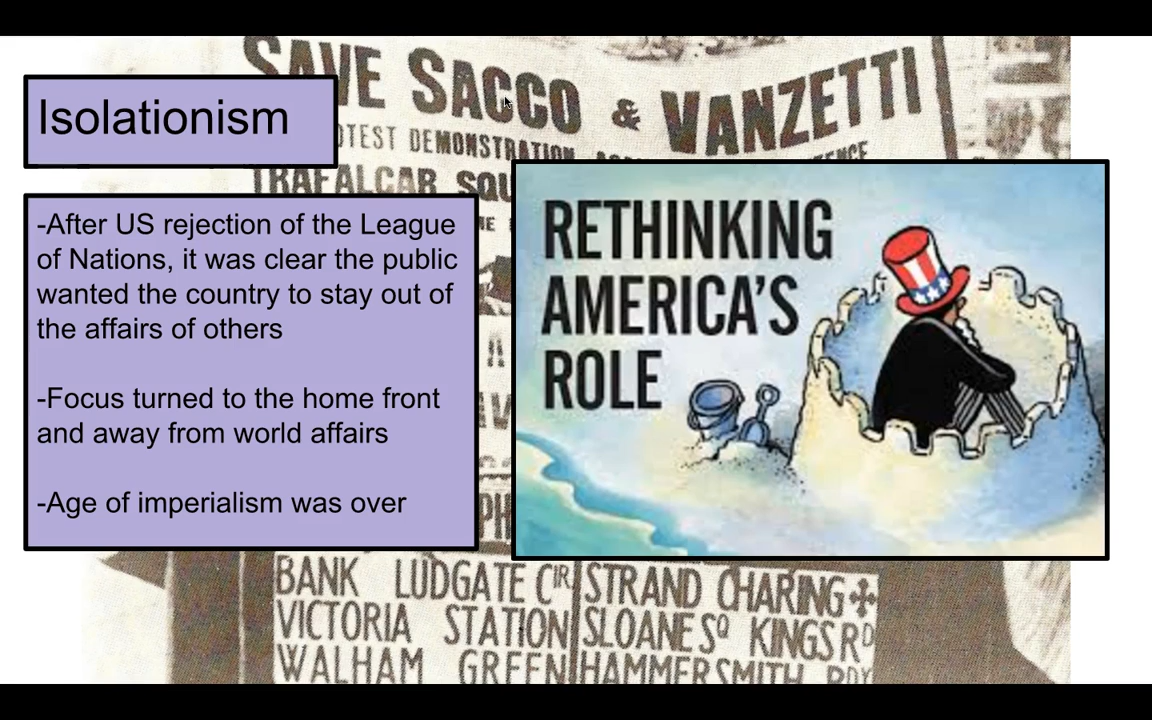 SAVE SACCO & VANZETTI
Isolationism
DEMONSTRATION
TRAFALGAR
-After US rejection of the League
of Nations, it was clear the public
wanted the country to stay out of
the affairs of others
-Focus turned to the home front
and away from world affairs
-Age of imperialism was over
RETHINKING
AMERICA'S
ROLE
BANK LUDGATE CIR. STRAND CHARING
VICTORIA STATION SLOANE SQ KINGS RD
WALHAM GREEN HAMMERSMITH